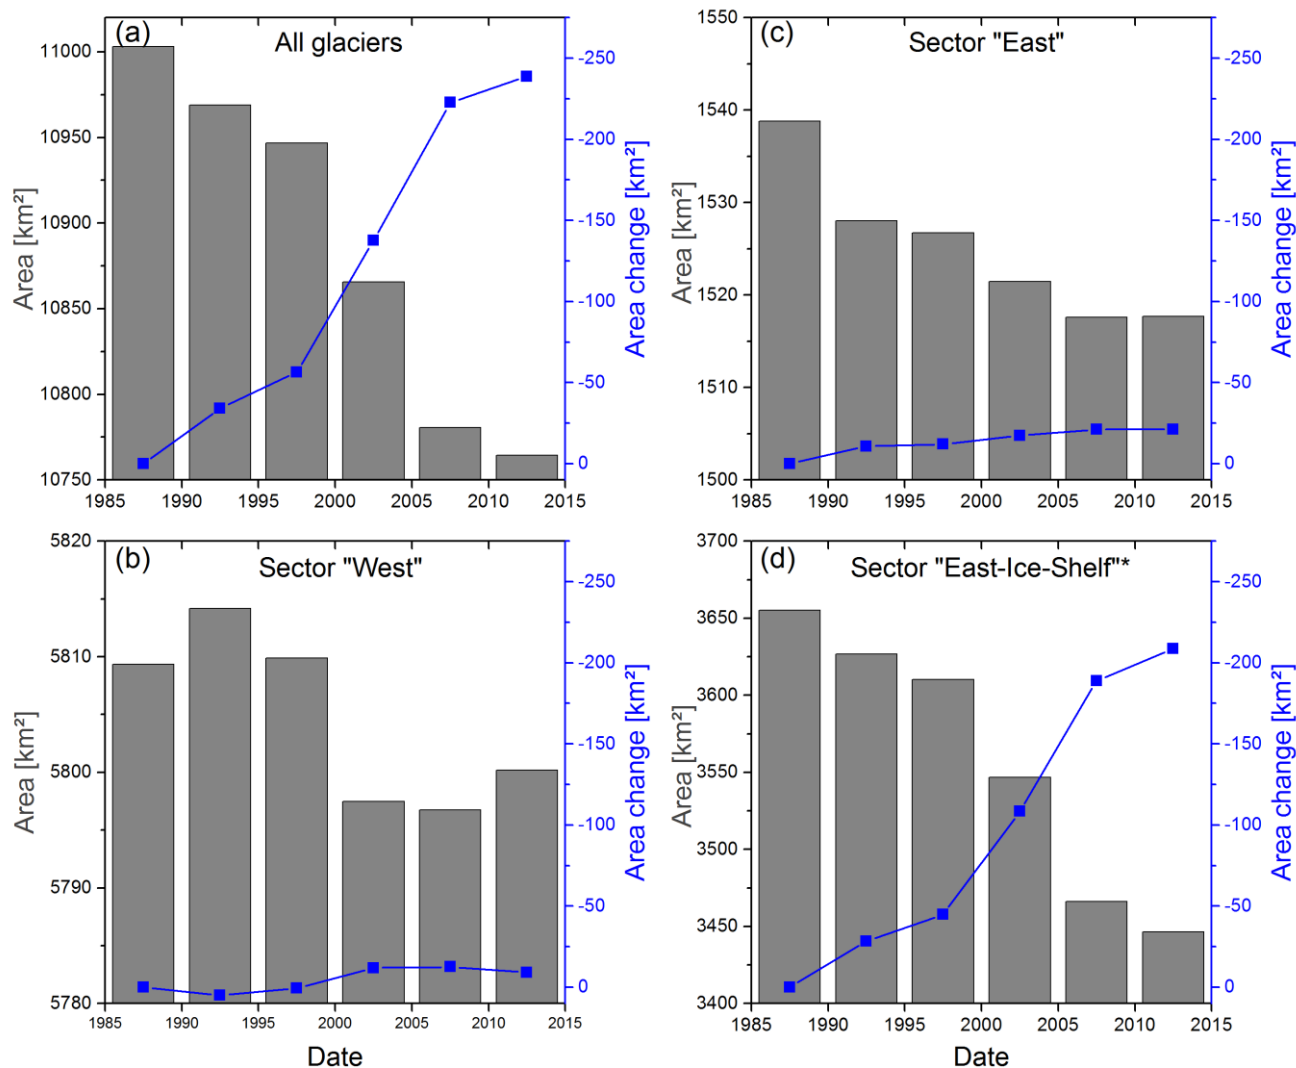 (a)
All glaciers
Area [km²]
11000
10950
10900
10850
10800
10750
1985 1990 1995 2000 2005 2010 2015
-250
-200
-150
-100
-50
0
Area change [km²]
(c)
Sector "East"
Area [km²]
1550
1540
1530
1520
1510
1500
1985 1990 1995 2000 2005 2010 2015
-250
-200
-150
-100
-50
0
Area change [km²]
(b)
Sector "West"
Area [km²]
5820
5810
5800
5790
5780
1985 1990 1995 2000 2005 2010 2015
Date
-250
-200
-150
-100
-50
0
Area change [km²]
(d)
Sector "East-Ice-Shelf"*
Area [km²]
3700
3650
3600
3550
3500
3450
3400
1985 1990 1995 2000 2005 2010 2015
Date
-250
-200
-150
-100
-50
0
Area change [km²]